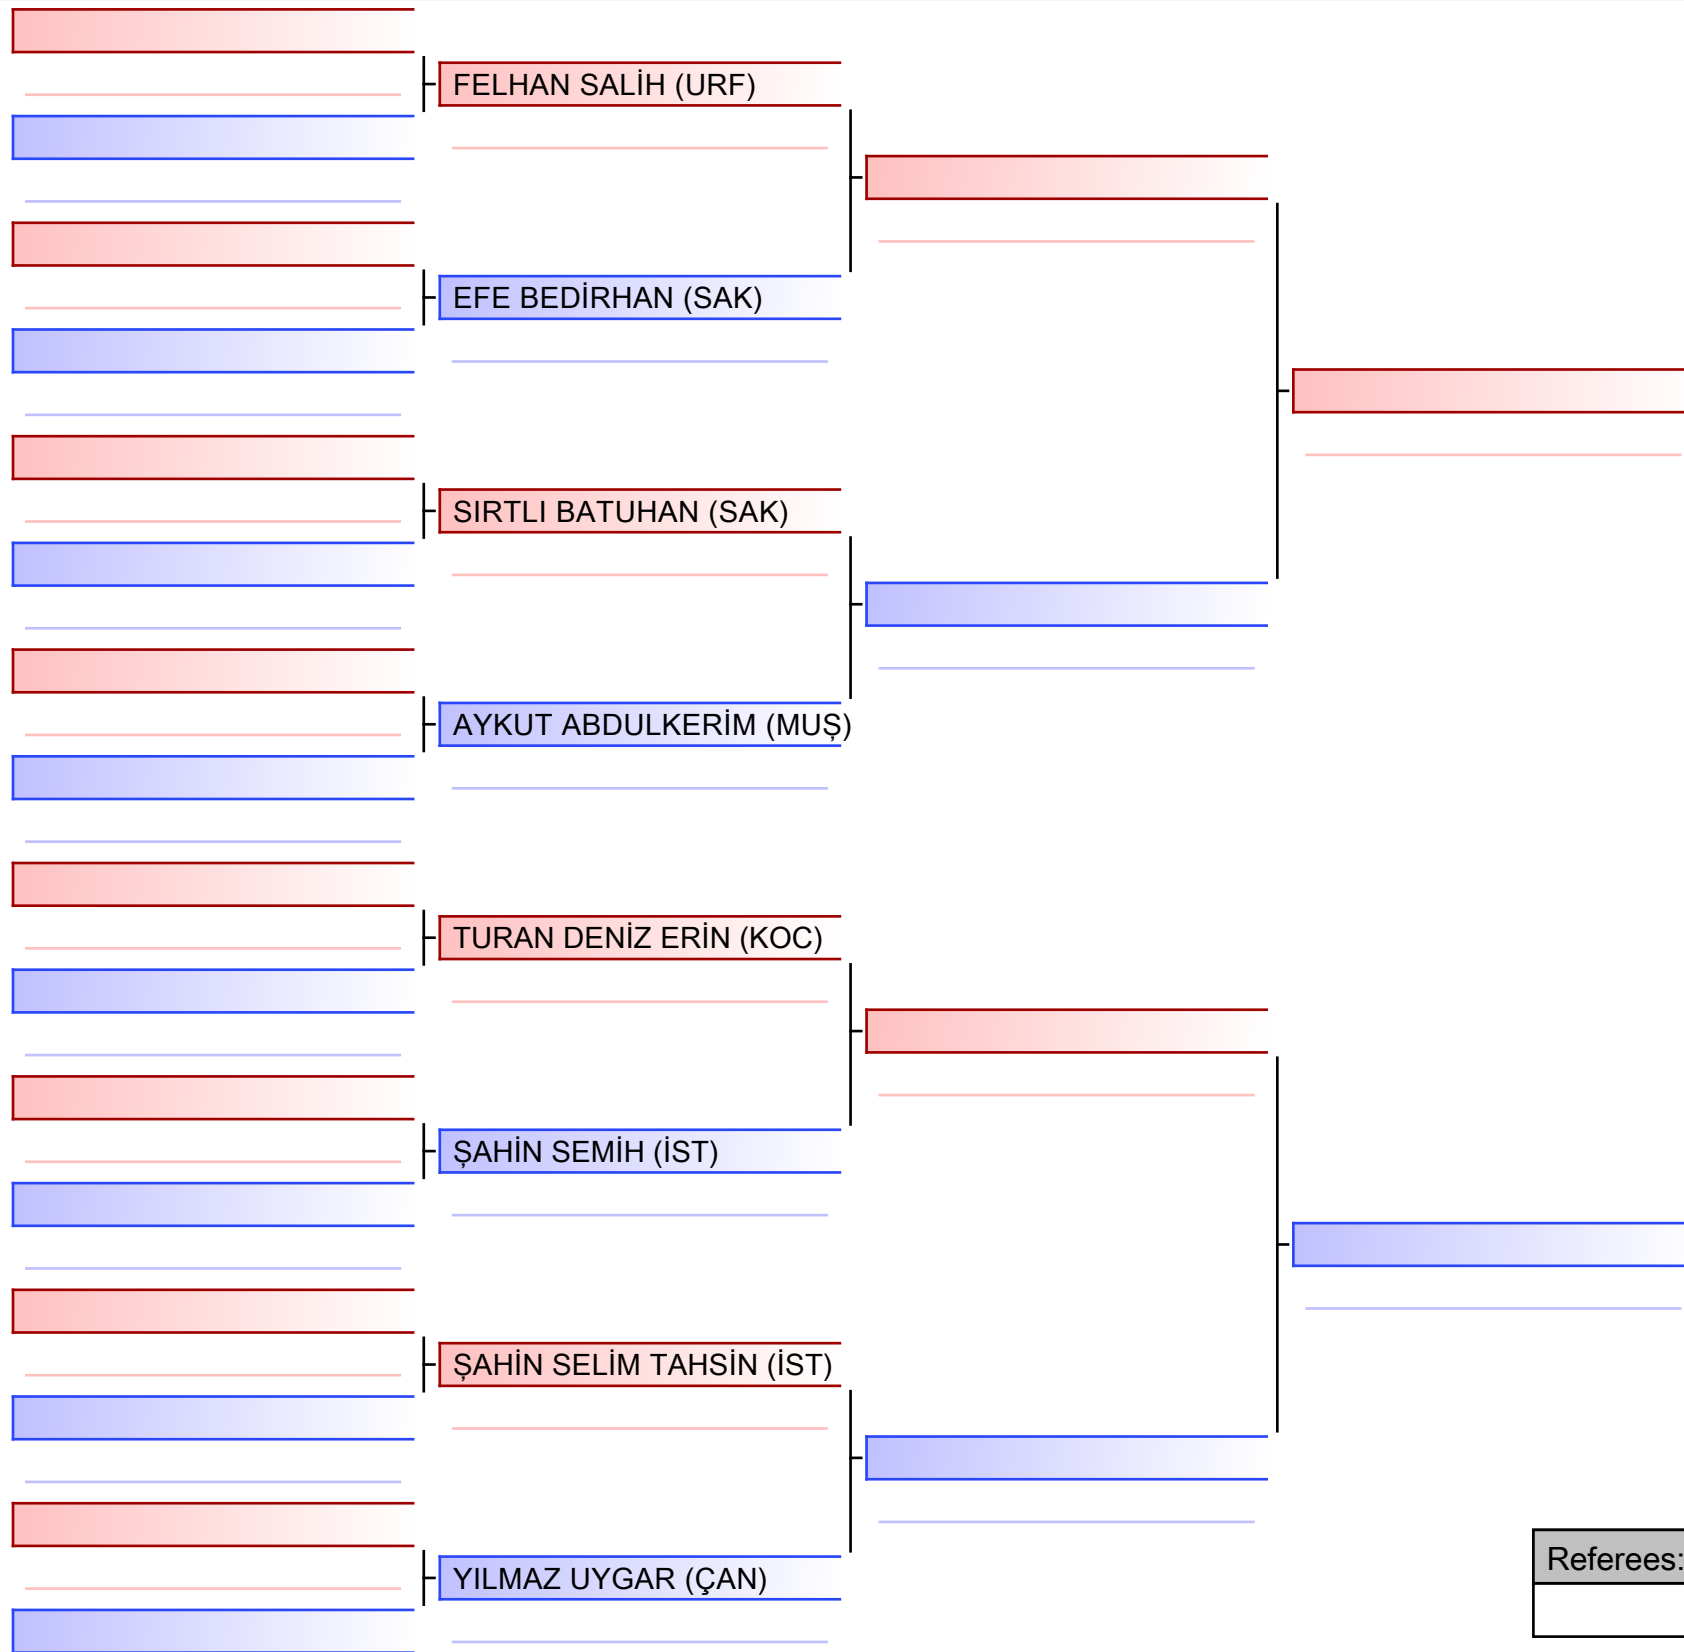 FELHAN SALİH (URF)
EFE BEDİRHAN (SAK)
SIRTLI BATUHAN (SAK)
AYKUT ABDULKERİM (MUŞ)
TURAN DENİZ ERİN (KOC)
ŞAHİN SEMİH (İST)
ŞAHİN SELİM TAHSİN (İST)
YILMAZ UYGAR (ÇAN)
Referees: